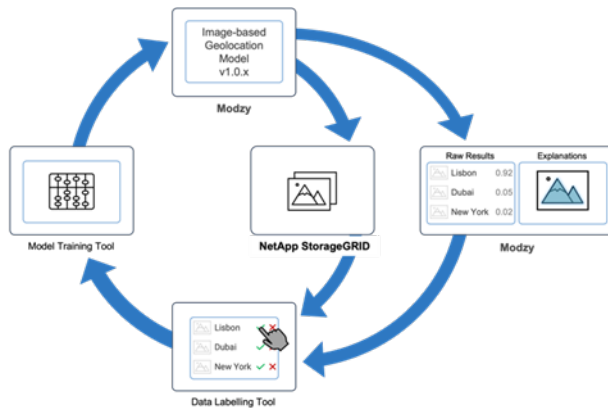 Image-based
Geolocation
Model
v1.0.x
Modzy
Model Training Tool
NetApp StorageGRID
Raw Results
Explanations
Lisbon 0.92
Dubai 0.05
New York 0.02
Modzy
Lisbon
Dubai
New York
Data Labelling Tool